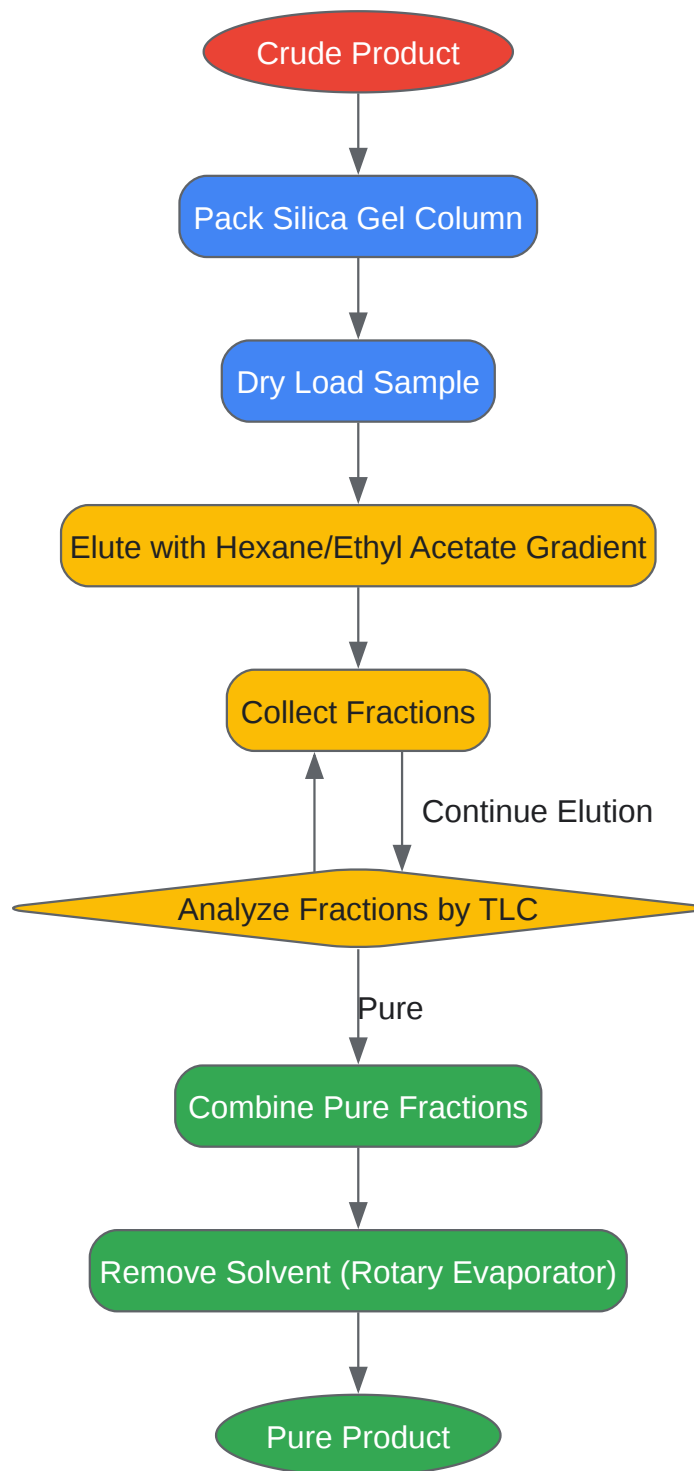 Crude Product
Pack Silica Gel Column
Dry Load Sample
Elute with Hexane/Ethyl Acetate Gradient
Collect Fractions
Continue Elution
Analyze Fractions by TLC
Pure
Combine Pure Fractions
Remove Solvent (Rotary Evaporator)
Pure Product